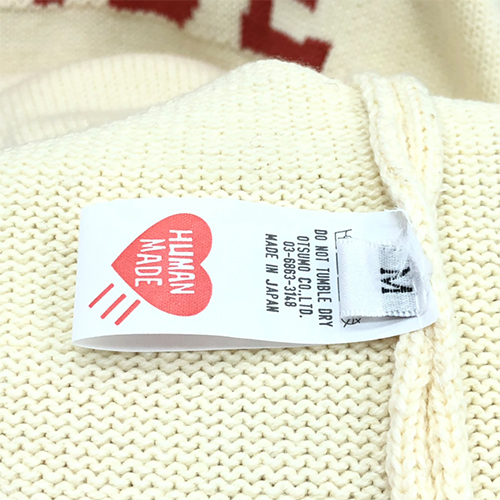 HUMAN
MADE
DO NOT TUMBLE DRY
OTSUMO CO.,LTD.
03-6863-3148
MADE IN JAPAN
M